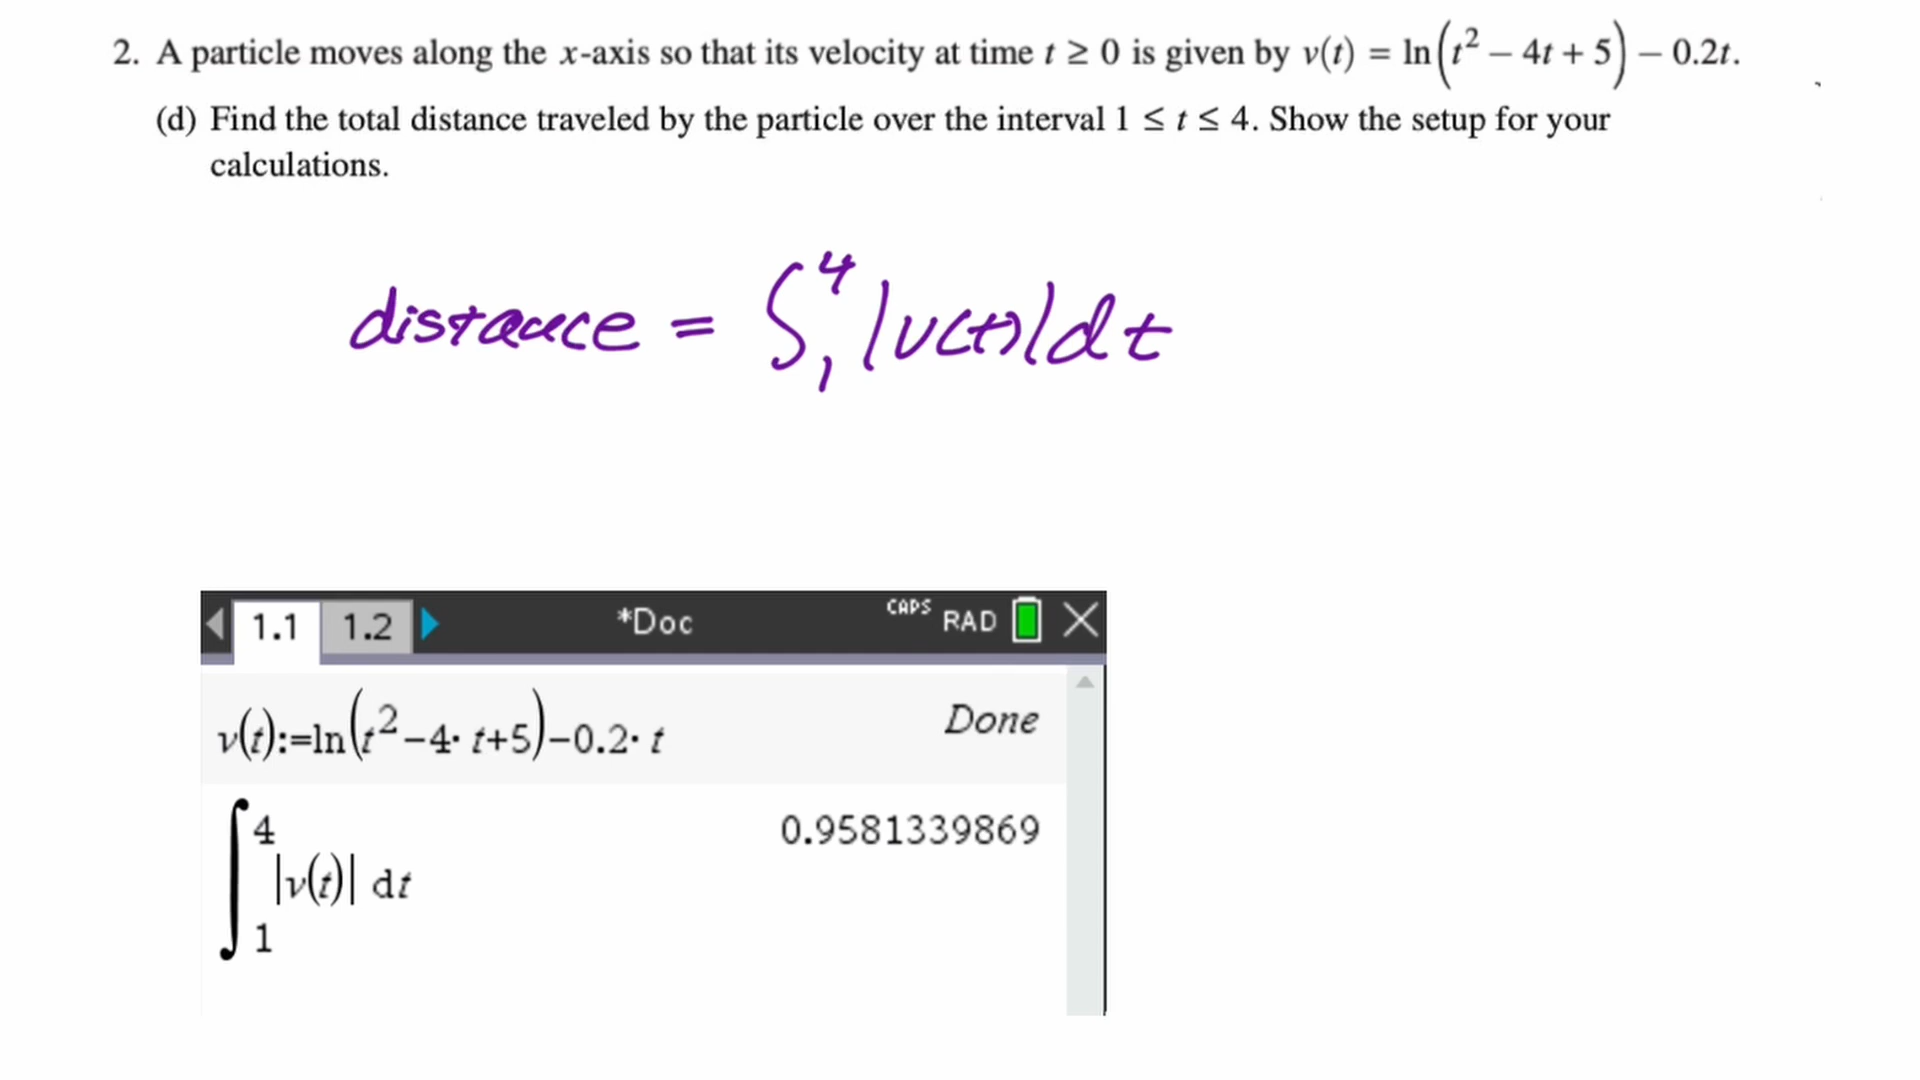 2. A particle moves along the x-axis so that its velocity at time t ≥ 0 is given by v(t) = ln(t² – 4t + 5) – 0.2t.
(d) Find the total distance traveled by the particle over the interval 1 ≤ t ≤ 4. Show the setup for your
calculations.
distance = ∫₁⁴ |v(t)| dt
1.1 1.2 *Doc CAPS RAD
v(t):=ln(t²−4· t+5)−0.2· t Done
∫₁⁴ |v(t)| dt 0.9581339869